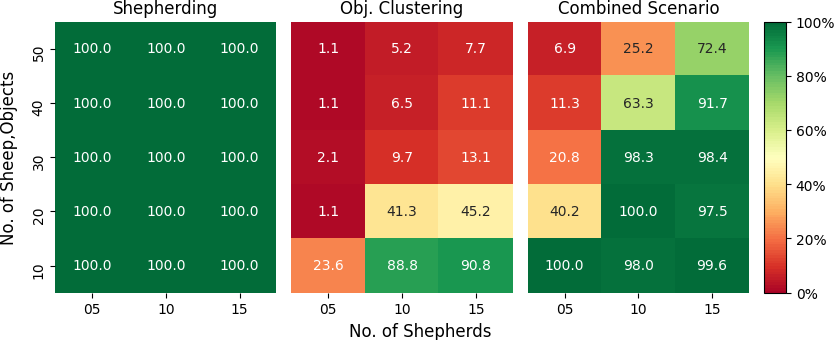 Shepherding Obj. Clustering Combined Scenario
No. of Sheep,Objects
50 100.0 100.0 100.0 1.1 5.2 7.7 6.9 25.2 72.4
40 100.0 100.0 100.0 1.1 6.5 11.1 11.3 63.3 91.7
30 100.0 100.0 100.0 2.1 9.7 13.1 20.8 98.3 98.4
20 100.0 100.0 100.0 1.1 41.3 45.2 40.2 100.0 97.5
10 100.0 100.0 100.0 23.6 88.8 90.8 100.0 98.0 99.6
05 10 15 05 10 15 05 10 15
No. of Shepherds
100%
80%
60%
40%
20%
0%